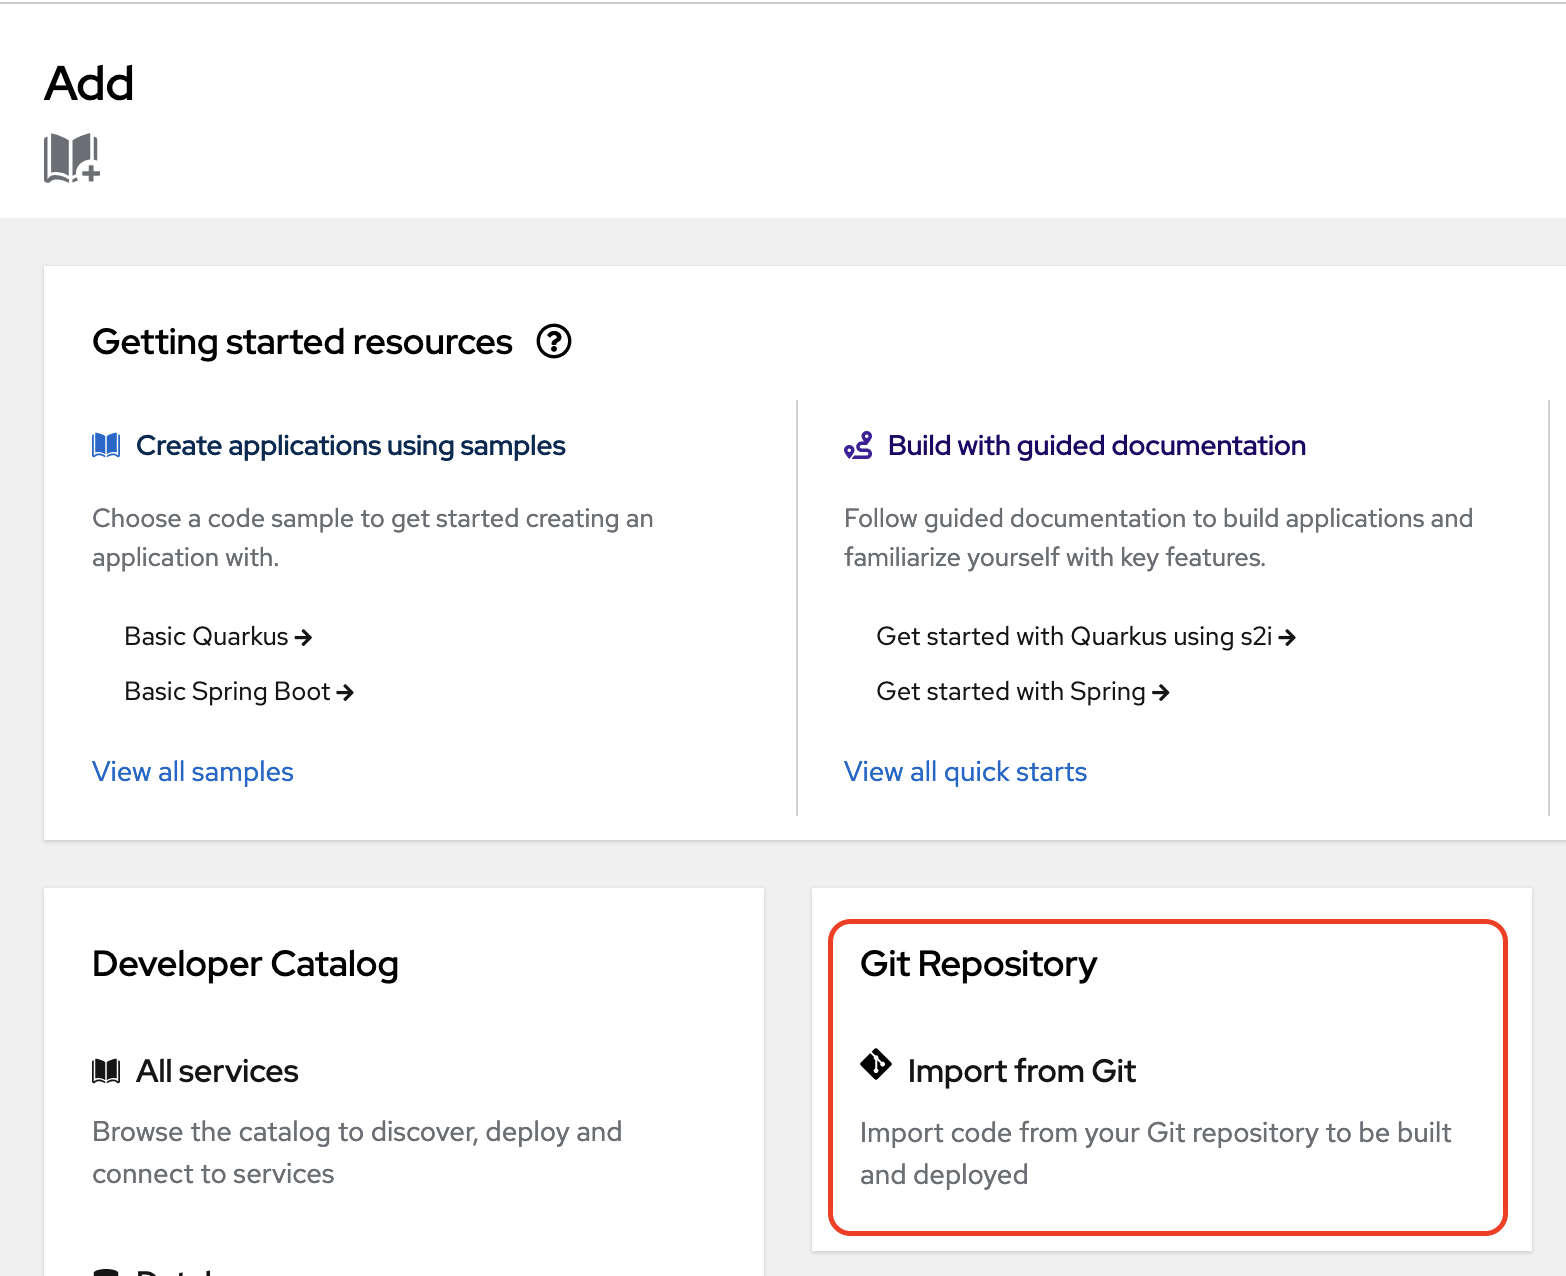 Add
Getting started resources
Create applications using samples
Choose a code sample to get started creating an
application with.
Basic Quarkus
Basic Spring Boot
View all samples
Build with guided documentation
Follow guided documentation to build applications and
familiarize yourself with key features.
Get started with Quarkus using s2i
Get started with Spring
View all quick starts
Developer Catalog
All services
Browse the catalog to discover, deploy and
connect to services
Git Repository
Import from Git
Import code from your Git repository to be built
and deployed